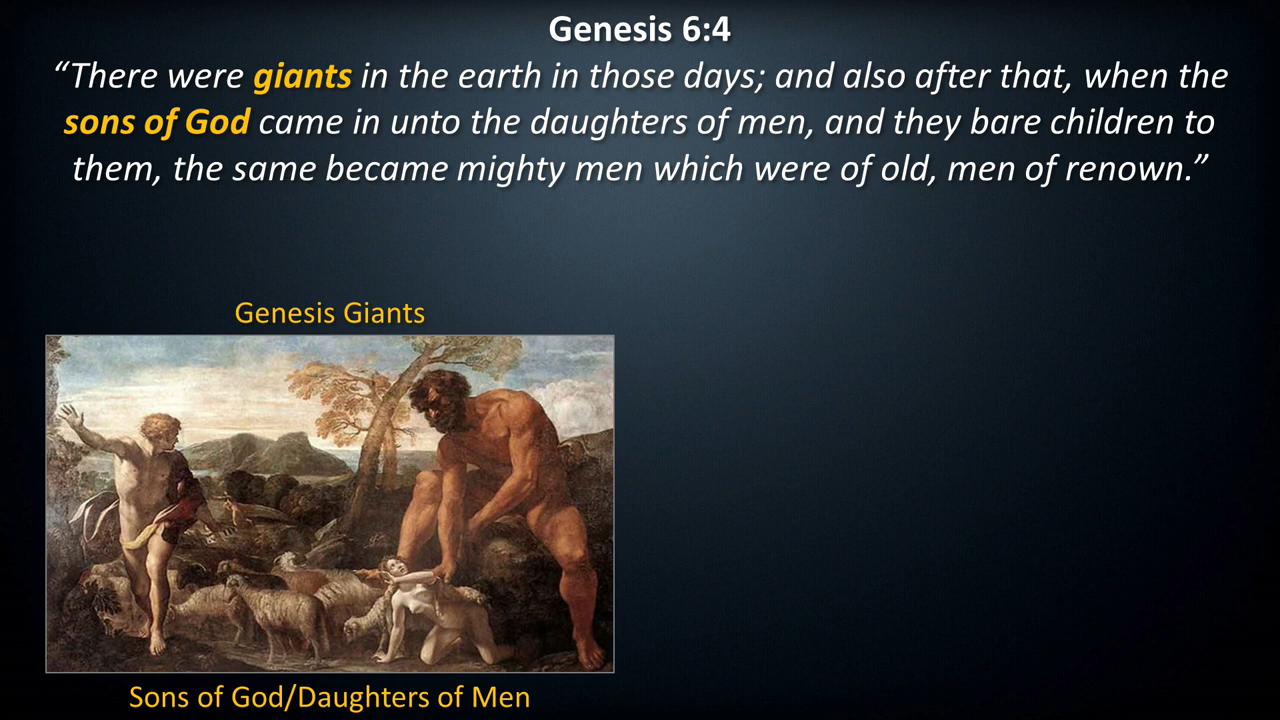 Genesis 6:4
“There were giants in the earth in those days; and also after that, when the
sons of God came in unto the daughters of men, and they bare children to
them, the same became mighty men which were of old, men of renown.”
Genesis Giants
Sons of God/Daughters of Men